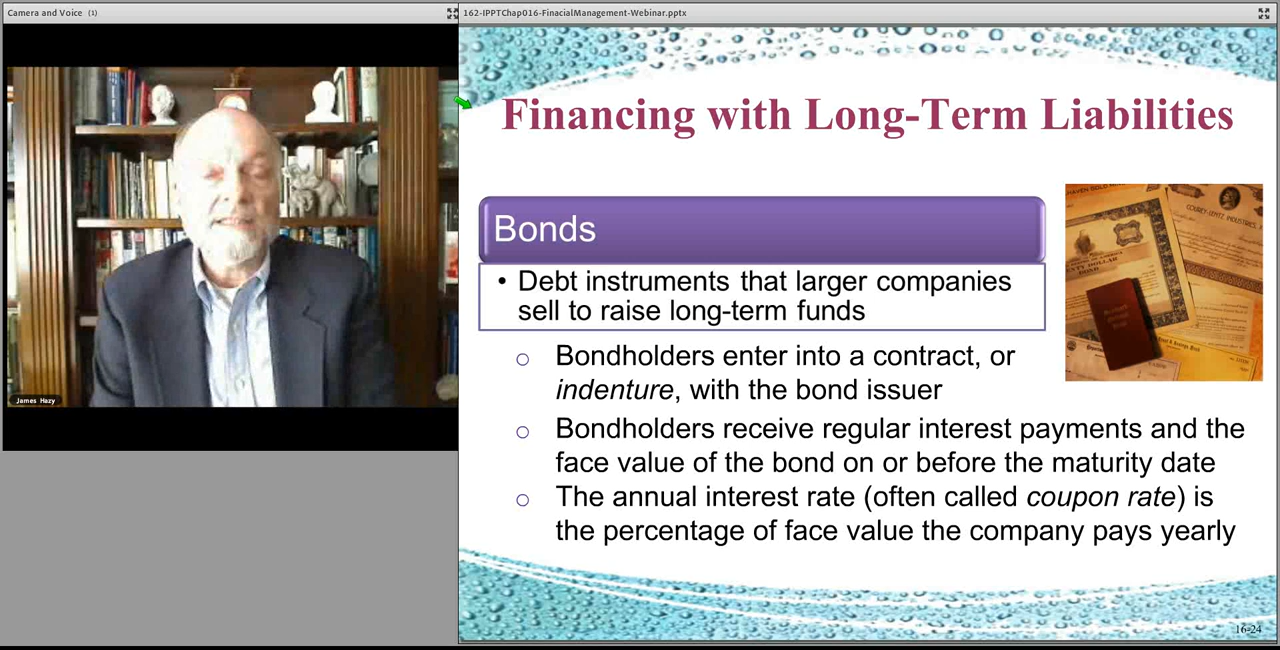 Camera and Voice (1)
162-IPPTChap016-FinacialManagement-Webinar.pptx
Financing with Long-Term Liabilities
Bonds
• Debt instruments that larger companies
sell to raise long-term funds
○ Bondholders enter into a contract, or
indenture, with the bond issuer
○ Bondholders receive regular interest payments and the
face value of the bond on or before the maturity date
○ The annual interest rate (often called coupon rate) is
the percentage of face value the company pays yearly
James Hazy
16-24